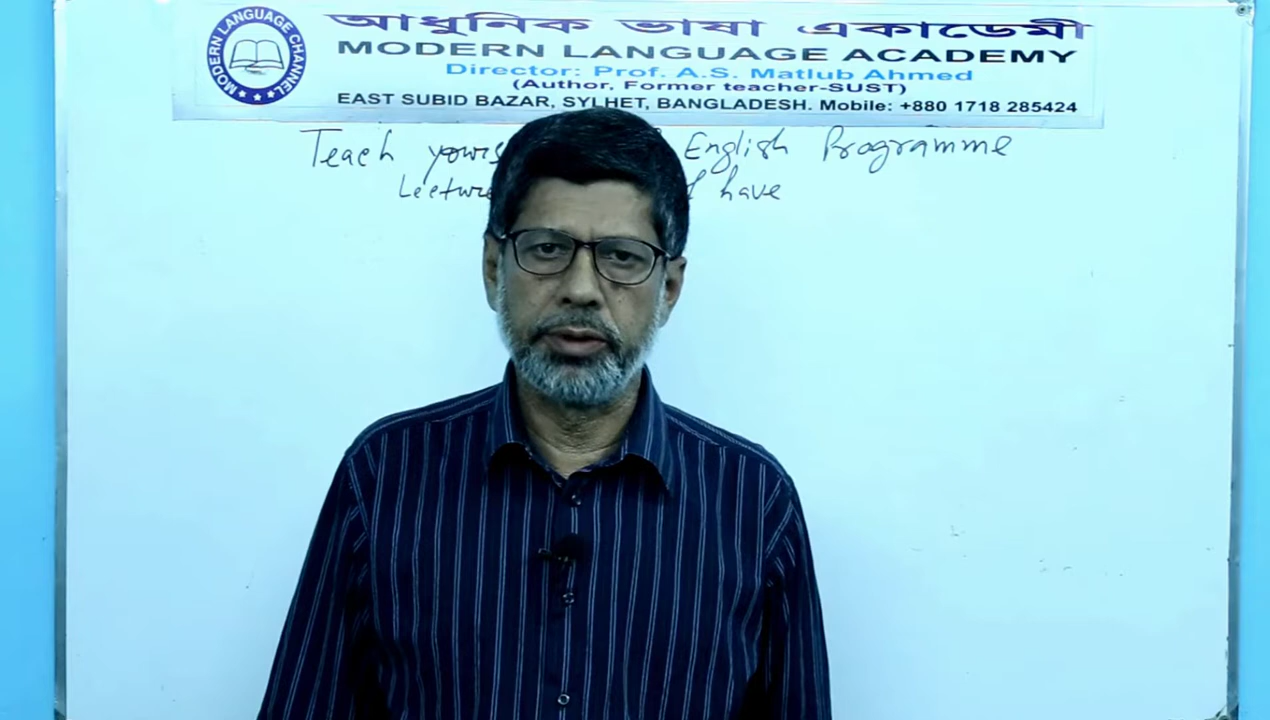 MODERN LANGUAGE CHANNEL
আধুনিক ভাষা একাডেমী
MODERN LANGUAGE ACADEMY
Director: Prof. A.S. Matlub Ahmed
(Author, Former teacher-SUST)
EAST SUBID BAZAR, SYLHET, BANGLADESH. Mobile: +880 1718 285424
Teach English Programme
have